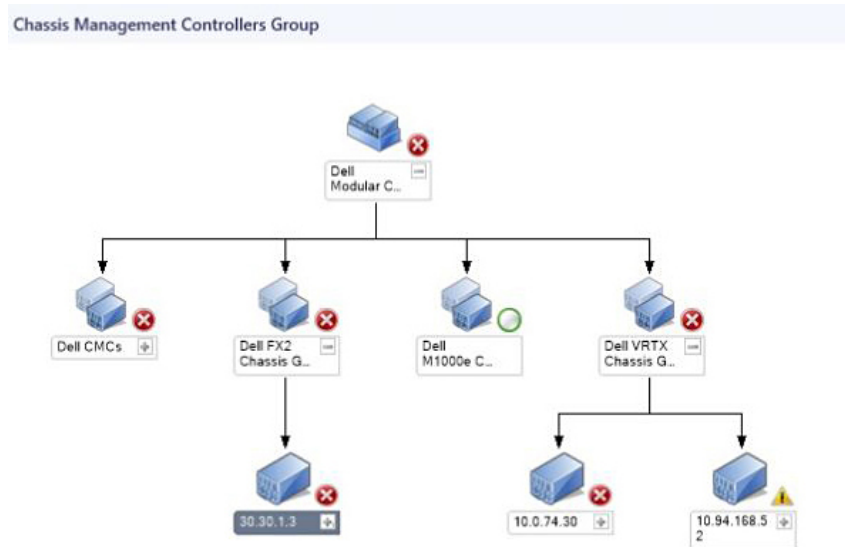 Chassis Management Controllers Group
Dell
Modular C...
Dell CMCs
Dell FX2
Chassis G...
Dell
M1000e C...
Dell VRTX
Chassis G...
30.30.1.3
10.0.74.30
10.94.168.5
2